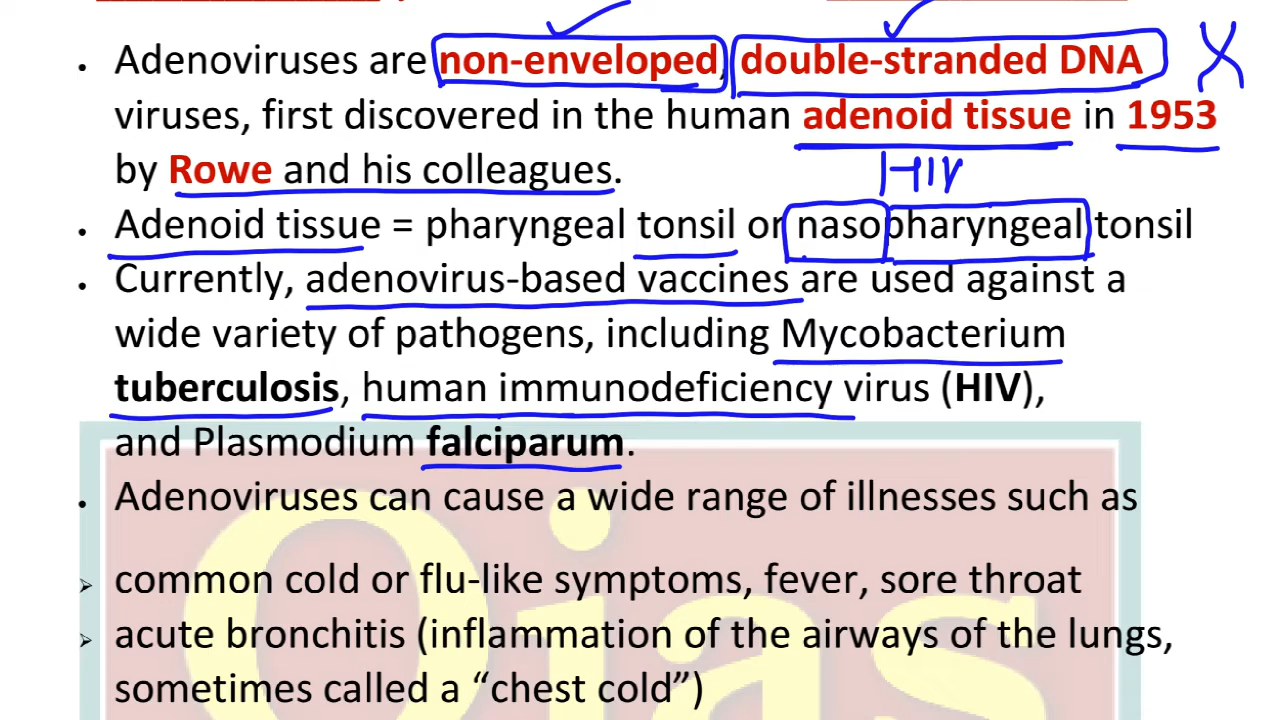 Adenoviruses are non-enveloped, double-stranded DNA
viruses, first discovered in the human adenoid tissue in 1953
by Rowe and his colleagues.
HIV
Adenoid tissue = pharyngeal tonsil or nasopharyngeal tonsil
Currently, adenovirus-based vaccines are used against a
wide variety of pathogens, including Mycobacterium
tuberculosis, human immunodeficiency virus (HIV),
and Plasmodium falciparum.
Adenoviruses can cause a wide range of illnesses such as
common cold or flu-like symptoms, fever, sore throat
acute bronchitis (inflammation of the airways of the lungs,
sometimes called a “chest cold”)
Ojas